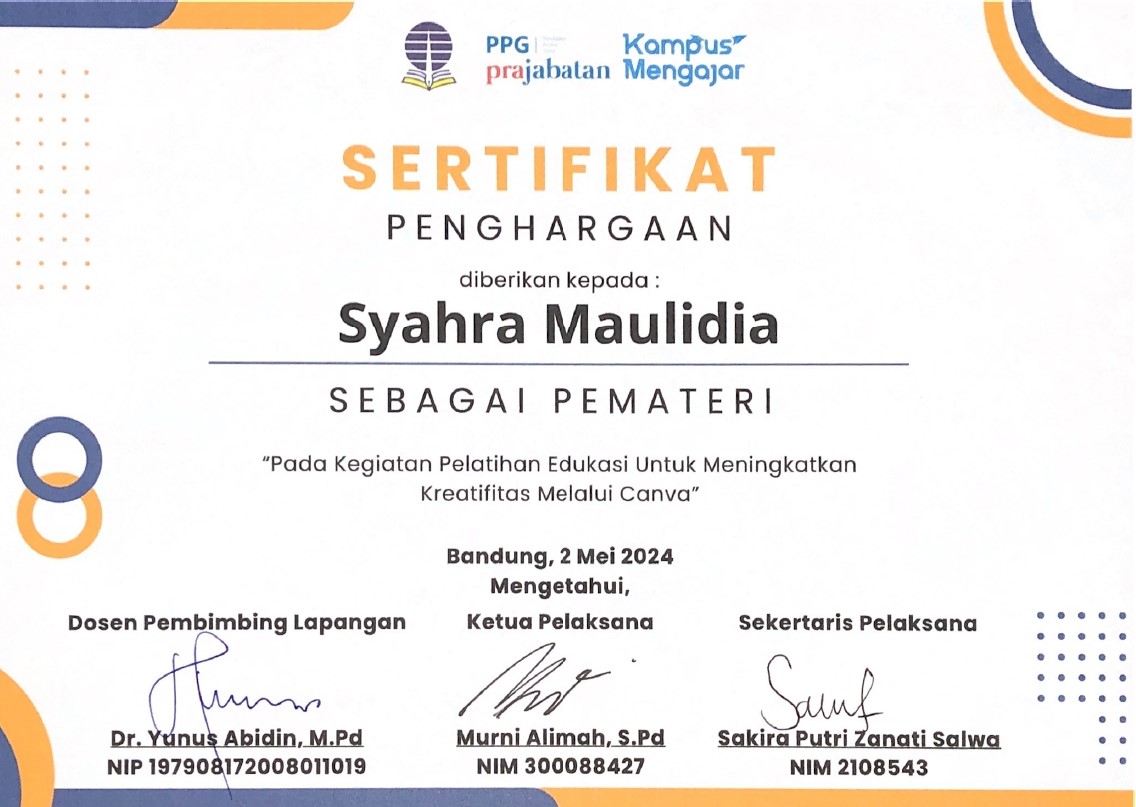 PPG
prajabatan
Kampus
Mengajar
SERTIFIKAT
PENGHARGAAN
diberikan kepada :
Syahra Maulidia
SEBAGAI PEMATERI
“Pada Kegiatan Pelatihan Edukasi Untuk Meningkatkan
Kreatifitas Melalui Canva”
Bandung, 2 Mei 2024
Mengetahui,
Dosen Pembimbing Lapangan
Ketua Pelaksana
Sekertaris Pelaksana
Dr. Yunus Abidin, M.Pd
Murni Alimah, S.Pd
Sakira Putri Zanati Salwa
NIP 197908172008011019
NIM 300088427
NIM 2108543